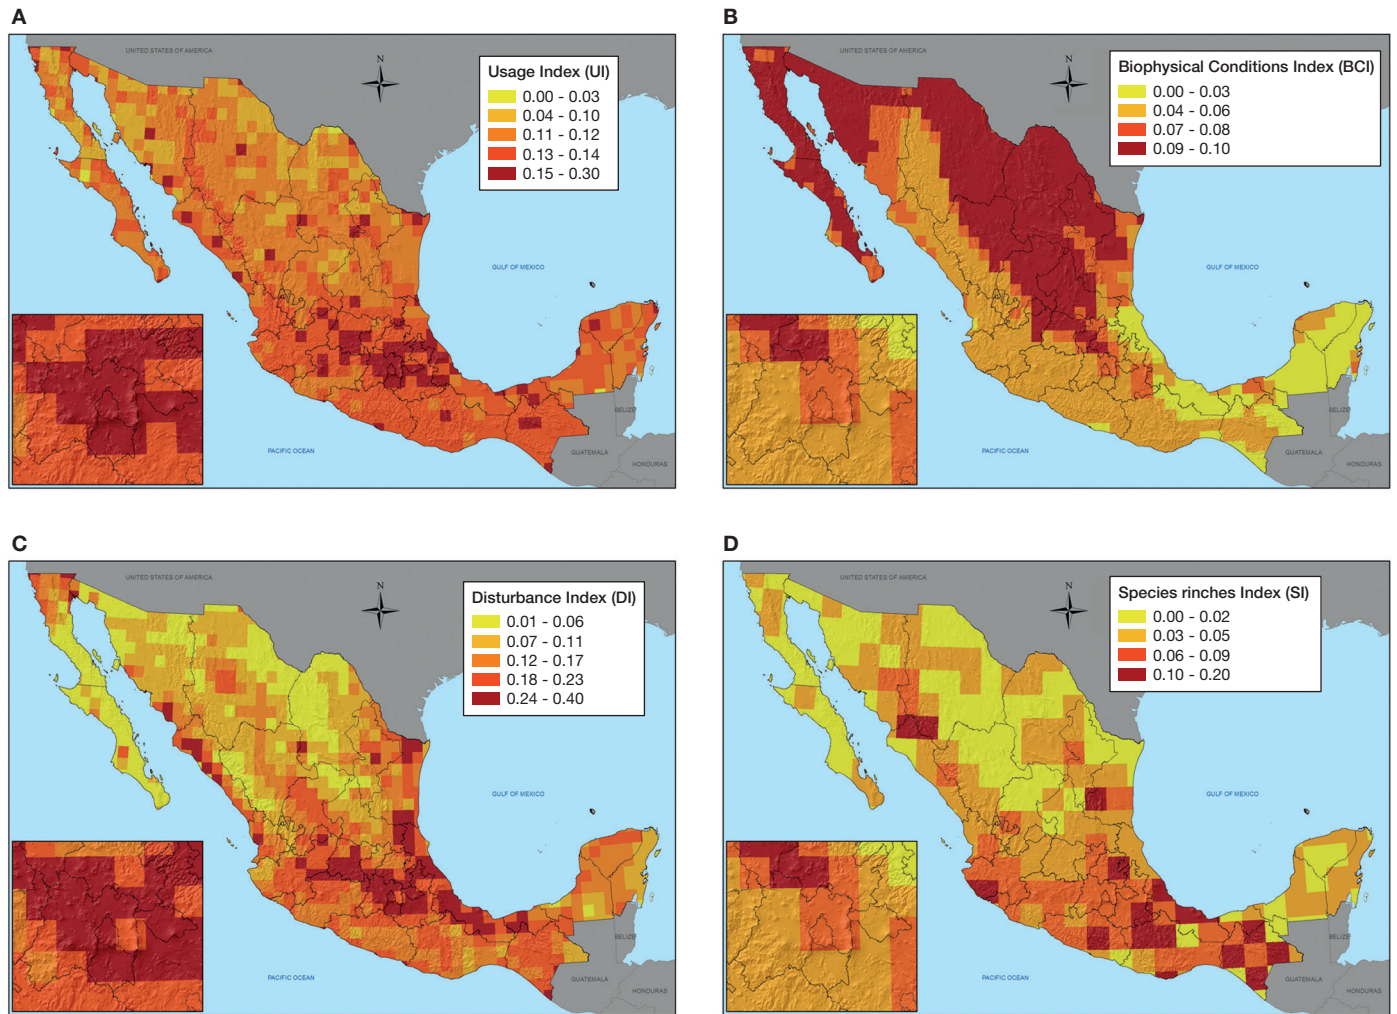 A
UNITED STATES OF AMERICA
N
Usage Index (UI)
0.00 - 0.03
0.04 - 0.10
0.11 - 0.12
0.13 - 0.14
0.15 - 0.30
GULF OF MEXICO
PACIFIC OCEAN
BELIZE
GUATEMALA
HONDURAS
B
UNITED STATES OF AMERICA
N
Biophysical Conditions Index (BCI)
0.00 - 0.03
0.04 - 0.06
0.07 - 0.08
0.09 - 0.10
GULF OF MEXICO
PACIFIC OCEAN
BELIZE
GUATEMALA
HONDURAS
C
UNITED STATES OF AMERICA
N
Disturbance Index (DI)
0.01 - 0.06
0.07 - 0.11
0.12 - 0.17
0.18 - 0.23
0.24 - 0.40
GULF OF MEXICO
PACIFIC OCEAN
BELIZE
GUATEMALA
HONDURAS
D
UNITED STATES OF AMERICA
N
Species rinches Index (SI)
0.00 - 0.02
0.03 - 0.05
0.06 - 0.09
0.10 - 0.20
GULF OF MEXICO
PACIFIC OCEAN
BELIZE
GUATEMALA
HONDURAS